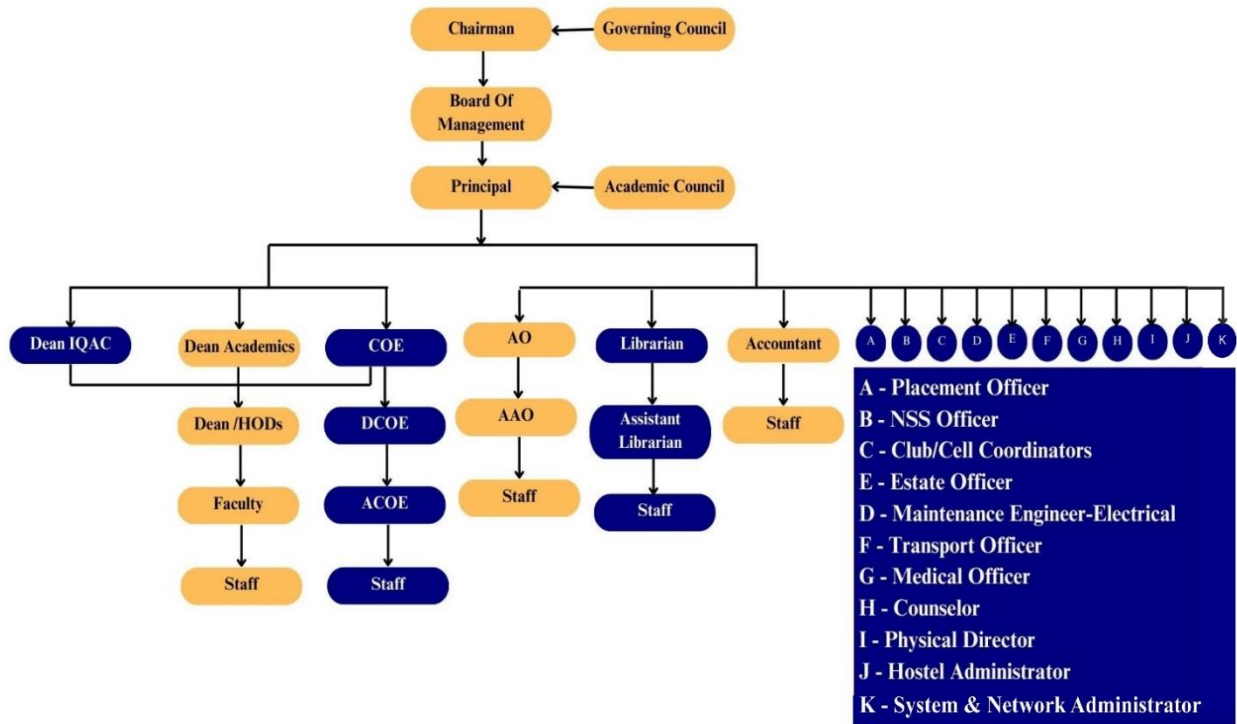 Chairman
Governing Council
Board Of
Management
Principal
Academic Council
Dean IQAC
Dean Academics
COE
AO
Librarian
Accountant
A
B
C
D
E
F
G
H
I
J
K
Dean /HODs
DCOE
AAO
Assistant
Librarian
Staff
Faculty
ACOE
Staff
Staff
Staff
Staff
A - Placement Officer
B - NSS Officer
C - Club/Cell Coordinators
E - Estate Officer
D - Maintenance Engineer-Electrical
F - Transport Officer
G - Medical Officer
H - Counselor
I - Physical Director
J - Hostel Administrator
K - System & Network Administrator